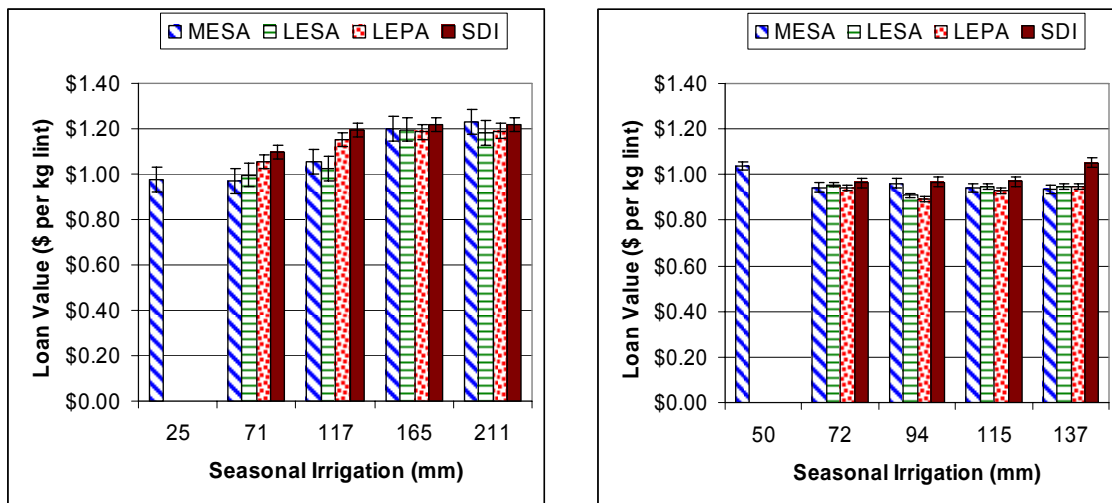 MESA LESA LEPA SDI
Loan Value ($ per kg lint)
$1.40
$1.20
$1.00
$0.80
$0.60
$0.40
$0.20
$0.00
25 71 117 165 211
Seasonal Irrigation (mm)
MESA LESA LEPA SDI
Loan Value ($ per kg lint)
$1.40
$1.20
$1.00
$0.80
$0.60
$0.40
$0.20
$0.00
50 72 94 115 137
Seasonal Irrigation (mm)